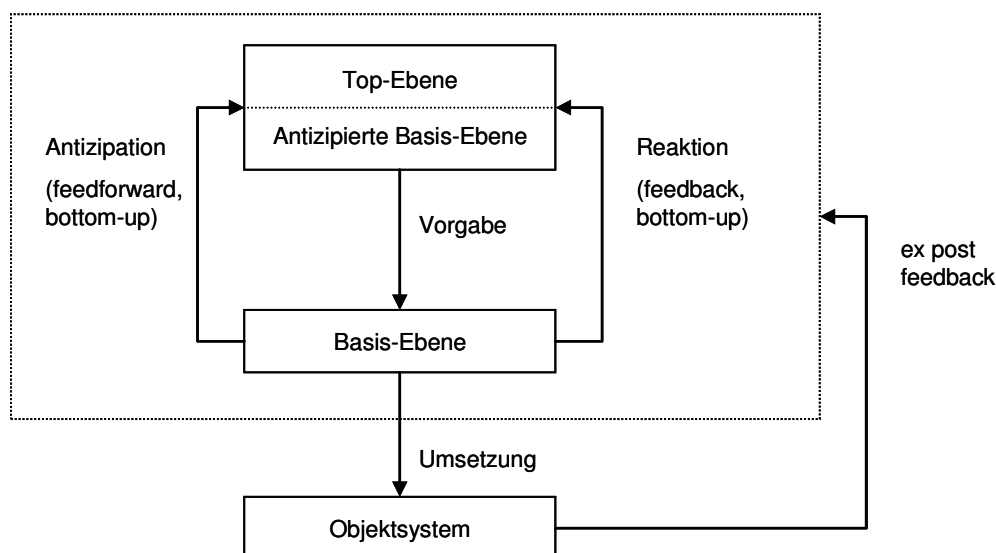 Top-Ebene
Antizipierte Basis-Ebene
Antizipation
(feedforward,
bottom-up)
Reaktion
(feedback,
bottom-up)
Vorgabe
ex post
feedback
Basis-Ebene
Umsetzung
Objektsystem